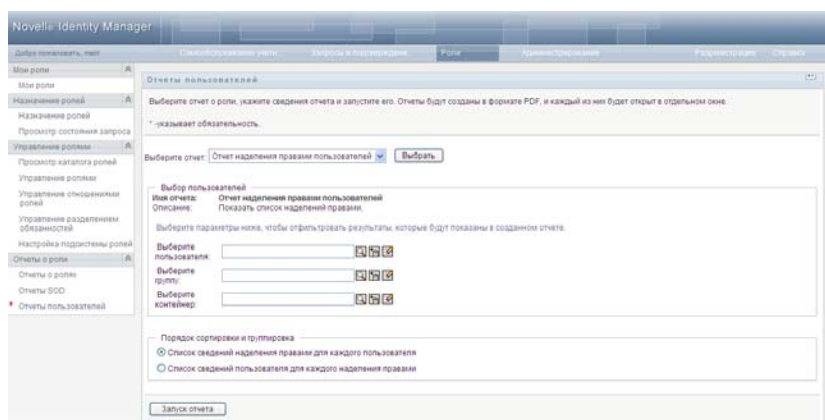 Novell® Identity Manager
Добро пожаловать,
Самообслуживание учетн...
Запросы и подтверждени...
Роли
Администрирование
Разрегистрация
Справка
Мои роли
Мои роли
Назначения ролей
Назначения ролей
Просмотр состояния запроса
Управление ролями
Просмотр каталога ролей
Управление ролями
Управление отношениями
ролей
Управление разделением
обязанностей
Настройка подсистемы ролей
Отчеты о роли
Отчеты о ролях
Отчеты SOD
* Отчеты пользователей
Отчеты пользователей
Выберите отчет о роли, укажите сведения отчета и запустите его. Отчеты будут созданы в формате PDF, и каждый из них будет открыт в отдельном окне.
* -указывает обязательность.
Выберите отчет: Отчет наделения правами пользователей Выбрать
Выбор пользователей
Имя отчета: Отчет наделения правами пользователей
Описание: Показать список наделений правами.
Выберите параметры ниже, чтобы отфильтровать результаты, которые будут показаны в созданном отчете.
Выберите
пользователя:
Выберите
группу:
Выберите
контейнер:
Порядок сортировки и группировка
Список сведений наделения правами для каждого пользователя
Список сведений пользователя для каждого наделения правами
Запуск отчета